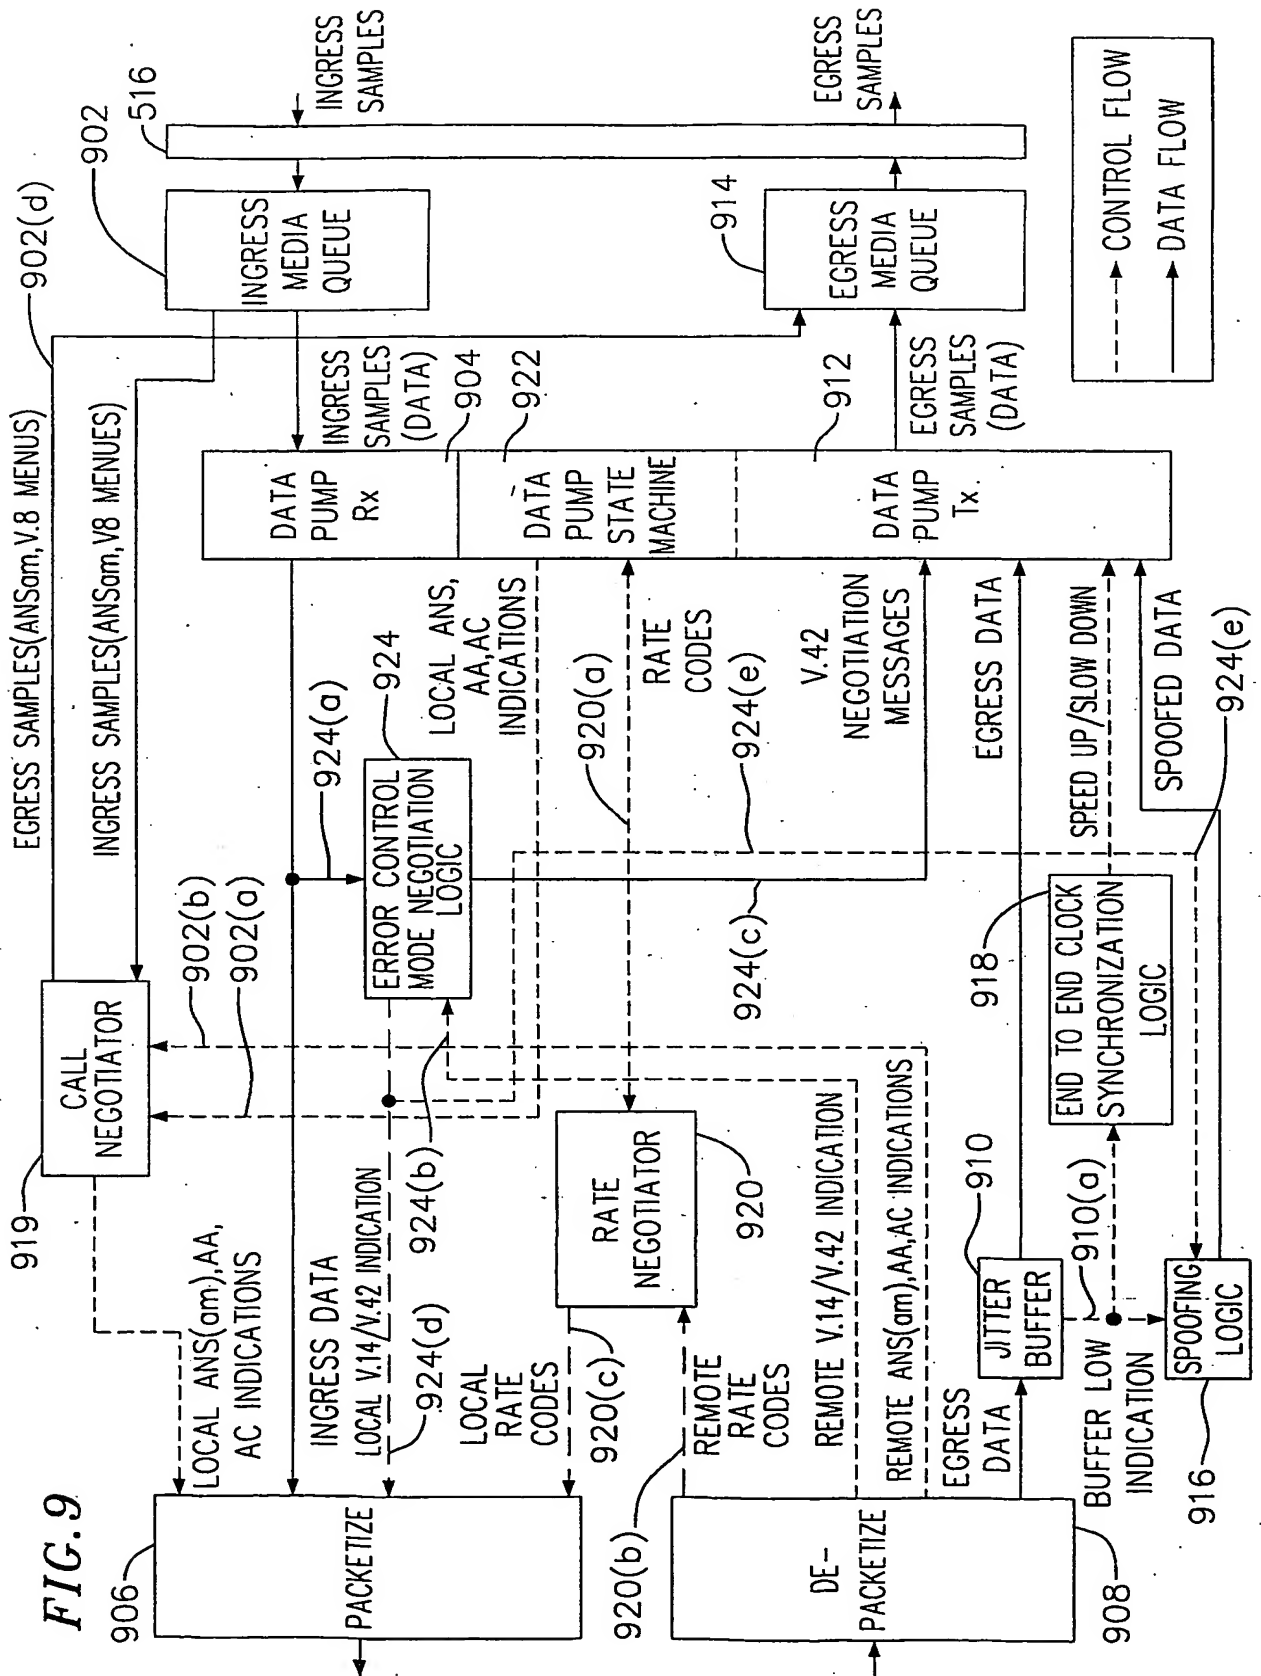 FIG. 9
906
PACKETIZE
DE-
PACKETIZE
908
LOCAL ANS(am),AA,
AC INDICATIONS
INGRESS DATA
LOCAL V.14/V.42 INDICATION
924(d)
LOCAL
RATE
CODES
920(c)
920(b)
REMOTE
RATE
CODES
REMOTE V.14/V.42 INDICATION
REMOTE ANS(am),AA,AC INDICATIONS
EGRESS
DATA
BUFFER LOW
INDICATION
916
919
CALL
NEGOTIATOR
902(b)
902(a)
924(b)
RATE
NEGOTIATOR
920
910
JITTER
BUFFER
910(a)
SPOOFING
LOGIC
918
END TO END CLOCK
SYNCHRONIZATION
LOGIC
924(a)
ERROR CONTROL
MODE NEGOTIATION
LOGIC
924
924(c)
924(e)
920(a)
EGRESS SAMPLES(ANSam,V.8 MENUS)
INGRESS SAMPLES(ANSam,V8 MENUES)
LOCAL ANS,
AA,AC
INDICATIONS
RATE
CODES
V.42
NEGOTIATION
MESSAGES
EGRESS DATA
SPEED UP/SLOW DOWN
SPOOFED DATA
924(e)
DATA
PUMP
Rx
DATA
PUMP
STATE
MACHINE
DATA
PUMP
Tx.
INGRESS
SAMPLES
(DATA)
904
922
912
EGRESS
SAMPLES
(DATA)
902(d)
902
INGRESS
MEDIA
QUEUE
914
EGRESS
MEDIA
QUEUE
516
INGRESS
SAMPLES
EGRESS
SAMPLES
CONTROL FLOW
DATA FLOW